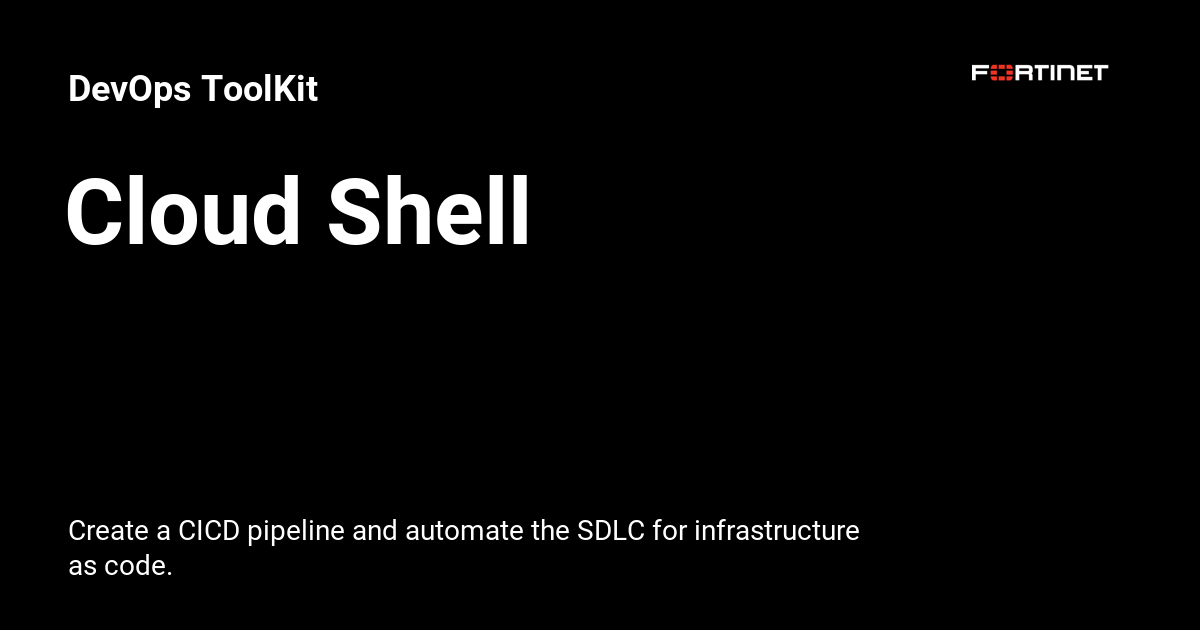 DevOps ToolKit
FORTINET
Cloud Shell
Create a CICD pipeline and automate the SDLC for infrastructure
as code.